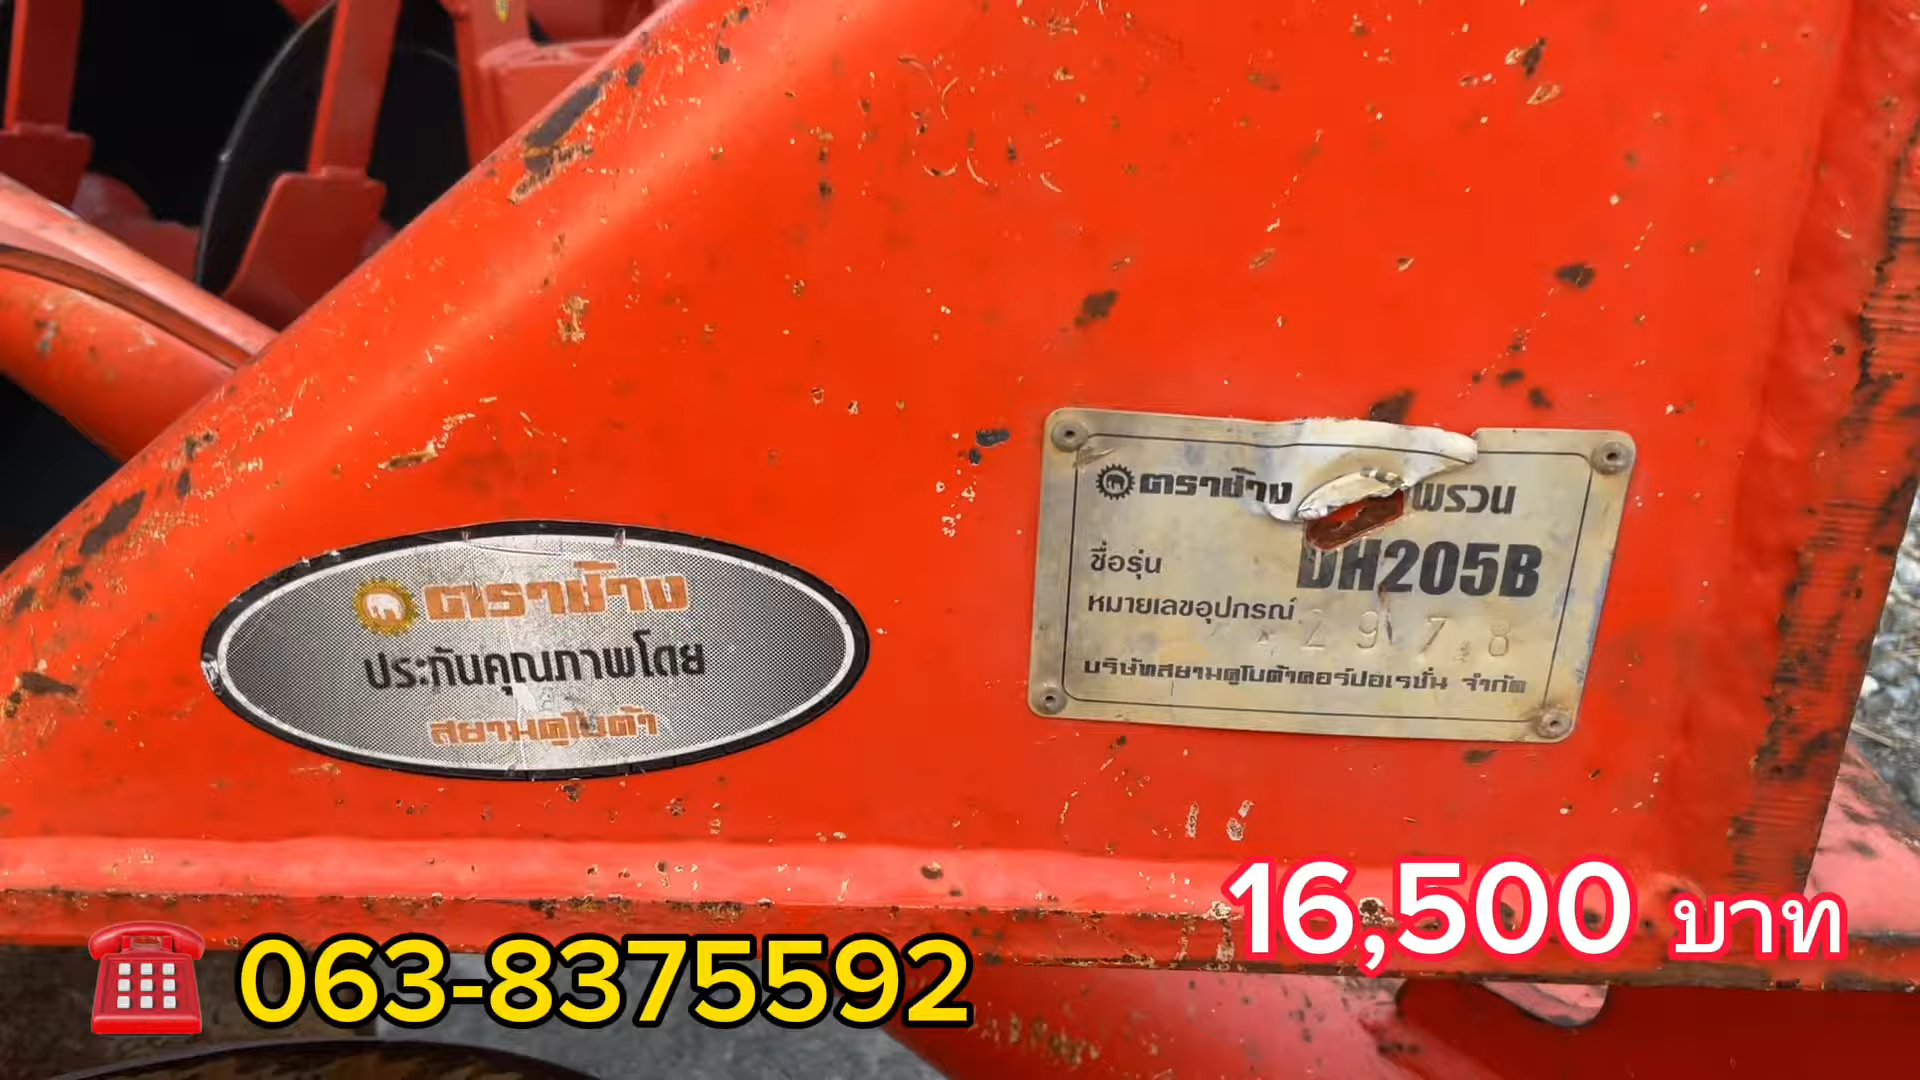 ตราช้าง
ประกันคุณภาพโดย
สยามคูโบต้า
ตราช้าง พรวน
ชื่อรุ่น DH205B
หมายเลขอุปกรณ์ 2978
บริษัทสยามคูโบต้าคอร์ปอเรชั่น จำกัด
16,500 บาท
063-8375592